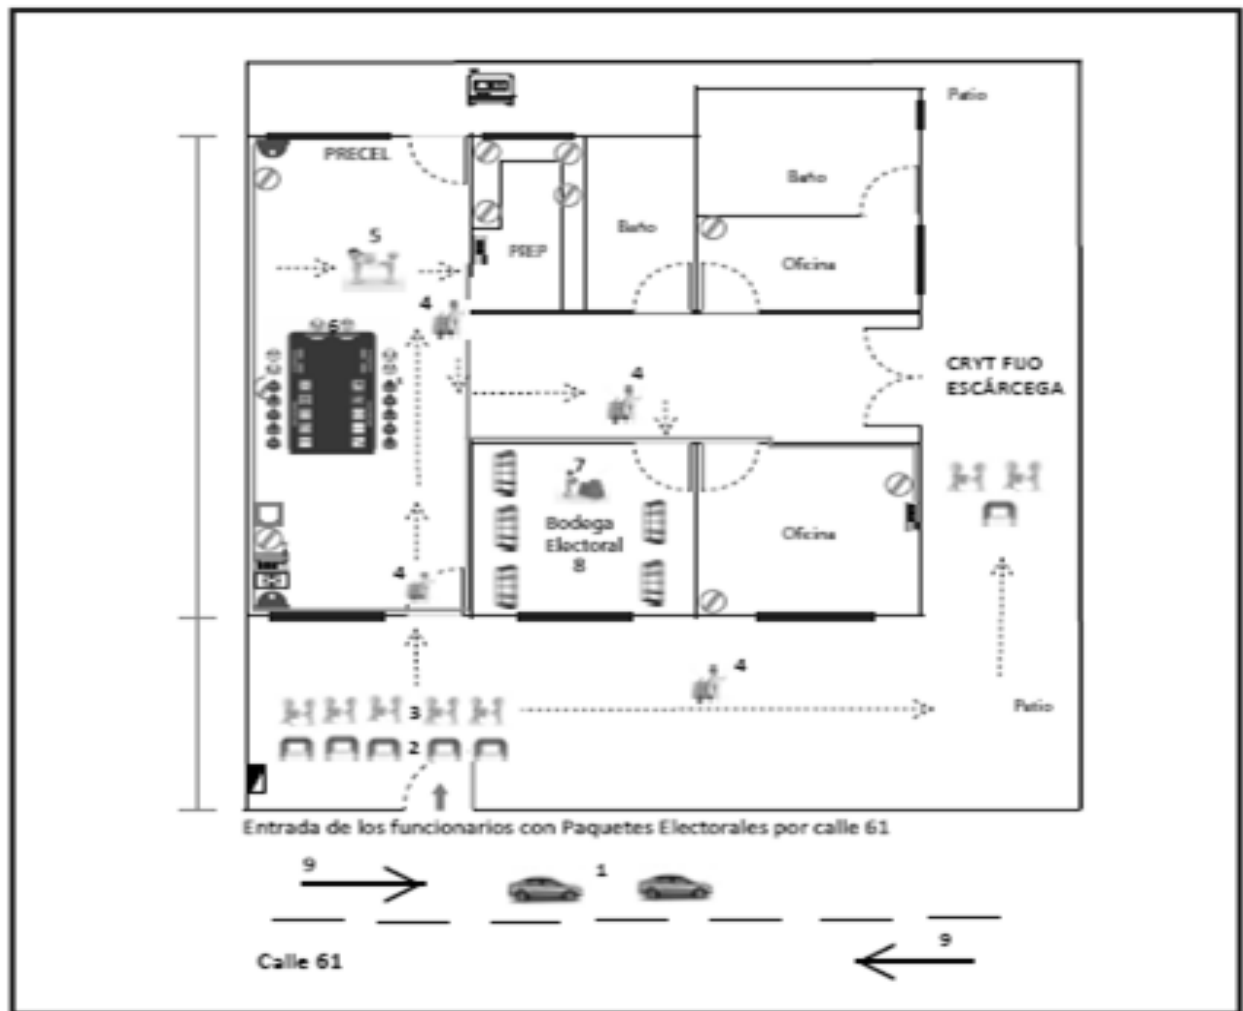 Patio
PRECEL
Baño
5
Baño
PREP
Oficina
4
6
4
CRYT FIJO
ESCÁRCEGA
7
Bodega
Electoral
8
Oficina
4
4
3
Patio
2
Entrada de los funcionarios con Paquetes Electorales por calle 61
9
1
9
Calle 61